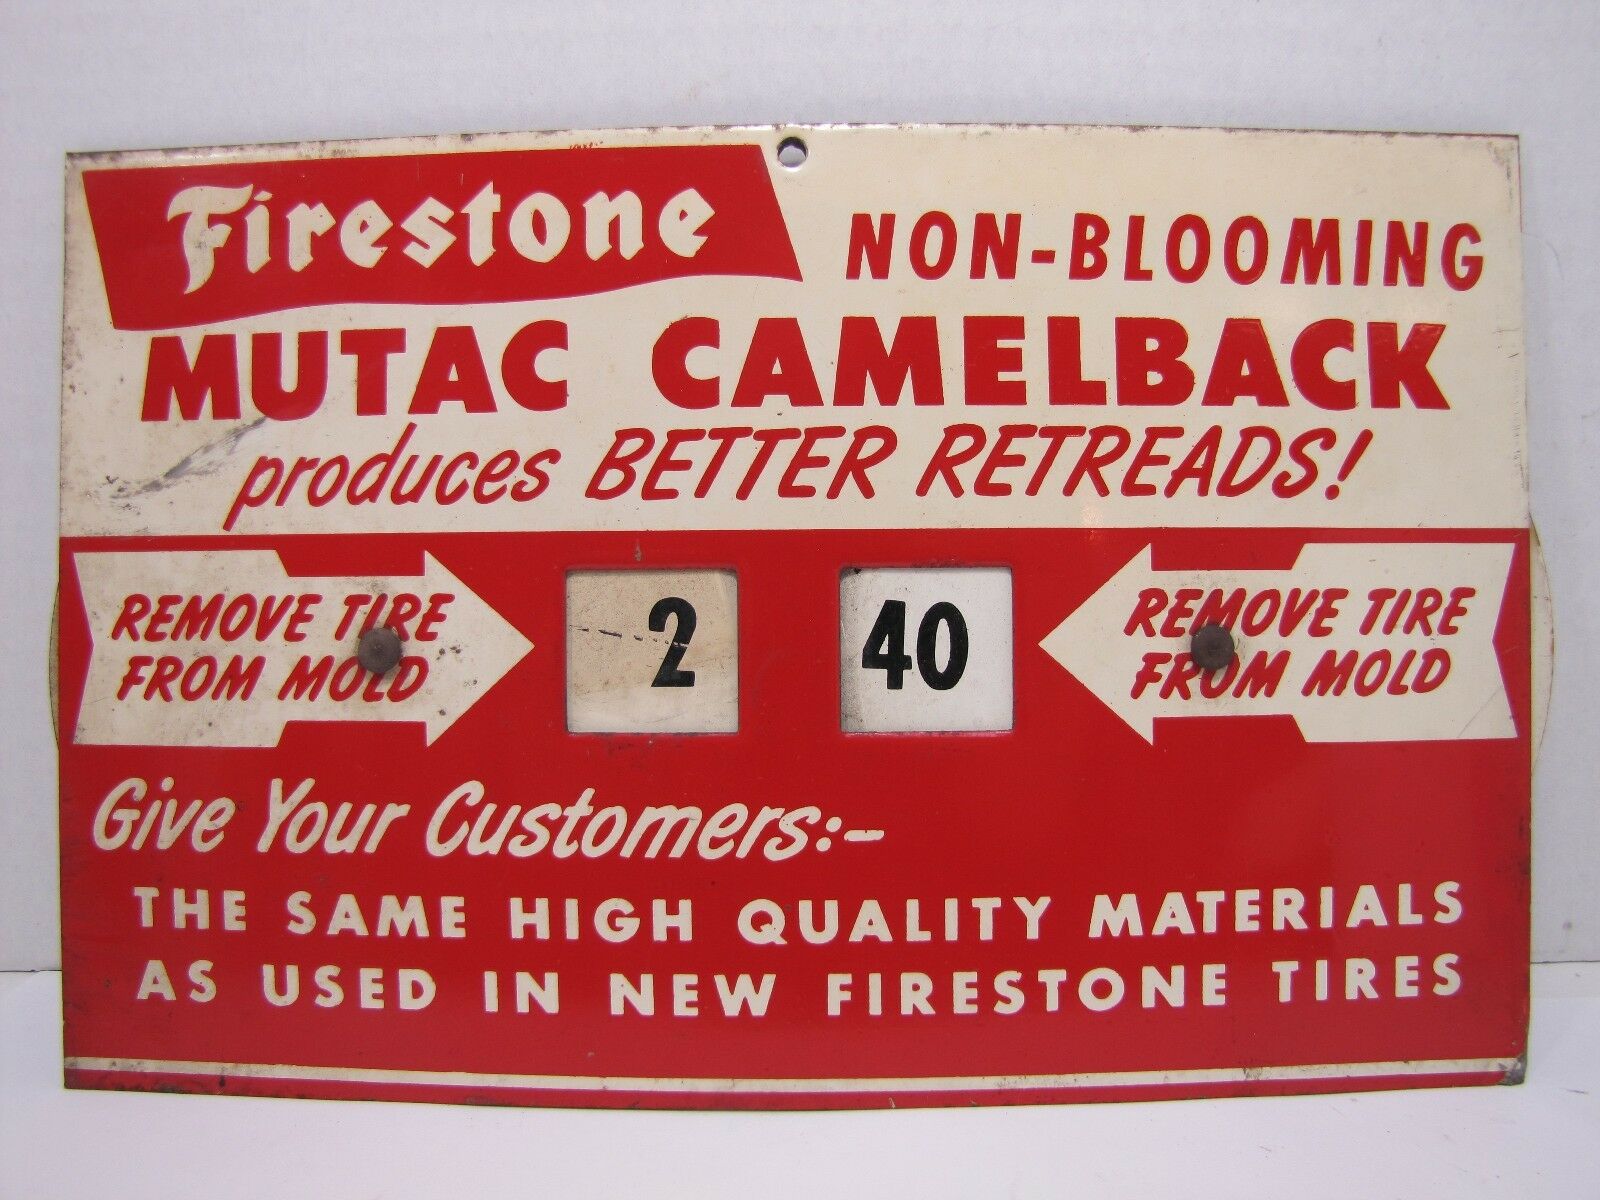 Firestone
NON-BLOOMING
MUTAC CAMELBACK
produces BETTER RETREADS!
REMOVE TIRE
FROM MOLD
2
40
REMOVE TIRE
FROM MOLD
Give Your Customers:-
THE SAME HIGH QUALITY MATERIALS
AS USED IN NEW FIRESTONE TIRES